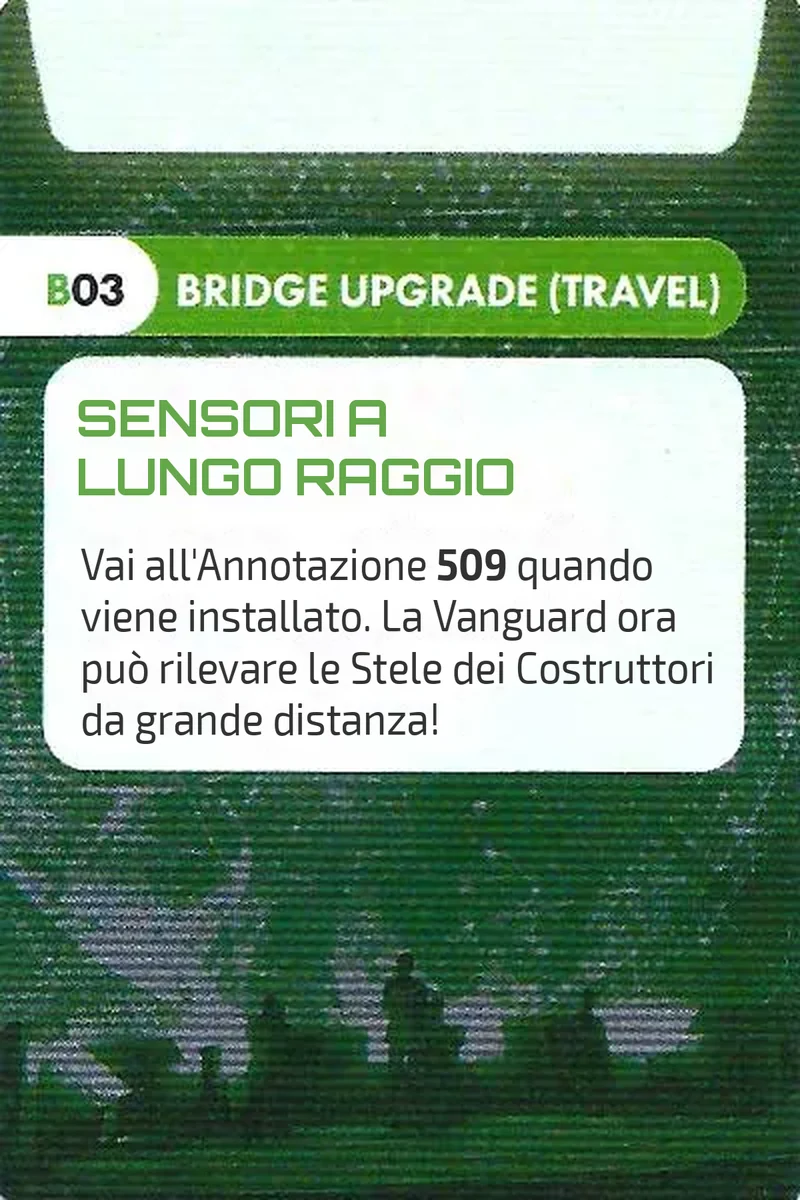 B03 BRIDGE UPGRADE (TRAVEL)
SENSORI A
LUNGO RAGGIO
Vai all'Annotazione 509 quando
viene installato. La Vanguard ora
può rilevare le Stele dei Costruttori
da grande distanza!